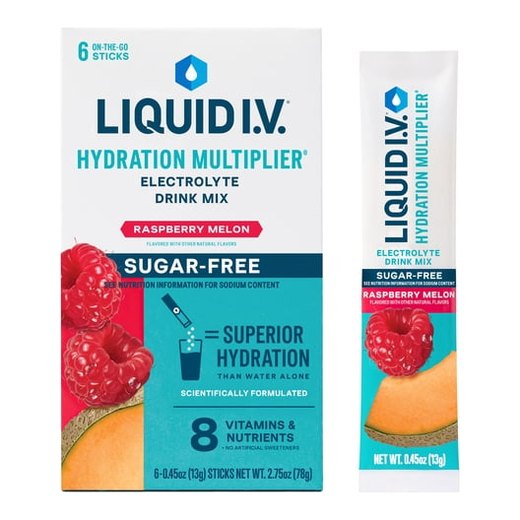 6 ON-THE-GO
STICKS
LIQUID I.V.®
HYDRATION MULTIPLIER®
ELECTROLYTE
DRINK MIX
RASPBERRY MELON
FLAVORED WITH OTHER NATURAL FLAVORS
SUGAR-FREE
SEE NUTRITION INFORMATION FOR SODIUM CONTENT
= SUPERIOR
HYDRATION
THAN WATER ALONE
SCIENTIFICALLY FORMULATED
8 VITAMINS &
NUTRIENTS
• NO ARTIFICIAL SWEETENERS
6-0.45oz (13g) STICKS NET WT. 2.75oz (78g)
LIQUID I.V.®
HYDRATION MULTIPLIER®
ELECTROLYTE
DRINK MIX
SUGAR-FREE
SEE NUTRITION INFORMATION FOR SODIUM CONTENT
RASPBERRY MELON
FLAVORED WITH OTHER NATURAL FLAVORS
NET WT. 0.45oz (13g)